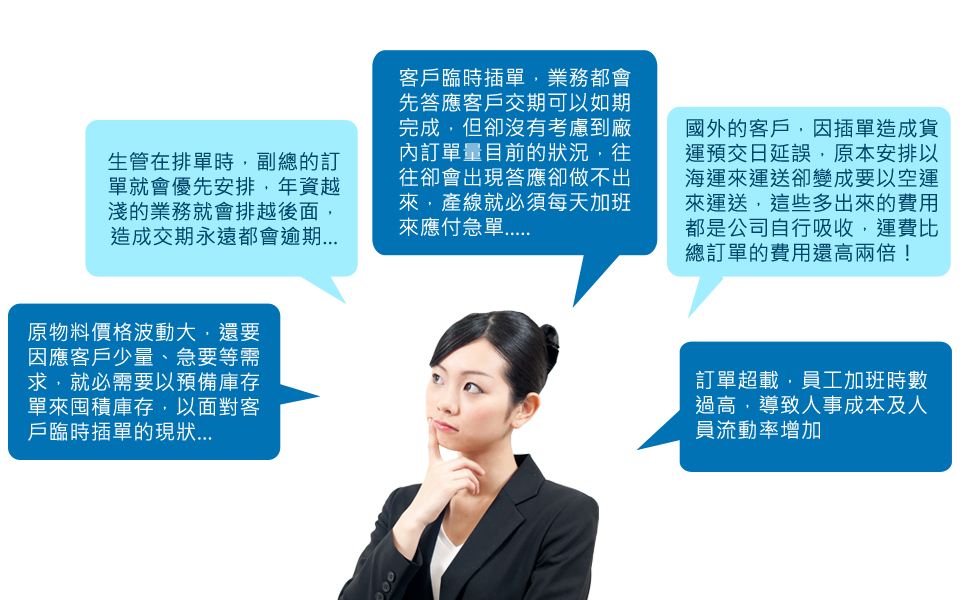 生管在排單時，副總的訂
單就會優先安排，年資越
淺的業務就會排越後面，
造成交期永遠都會逾期...
客戶臨時插單，業務都會
先答應客戶交期可以如期
完成，但卻沒有考慮到廠
內訂單量目前的狀況，往
往卻會出現答應卻做不出
來，產線就必須每天加班
來應付急單.....
國外的客戶，因插單造成貨
運預交日延誤，原本安排以
海運來運送卻變成要以空運
來運送，這些多出來的費用
都是公司自行吸收，運費比
總訂單的費用還高兩倍！
原物料價格波動大，還要
因應客戶少量、急要等需
求，就必需要以預備庫存
單來囤積庫存，以面對客
戶臨時插單的現狀...
訂單超載，員工加班時數
過高，導致人事成本及人
員流動率增加